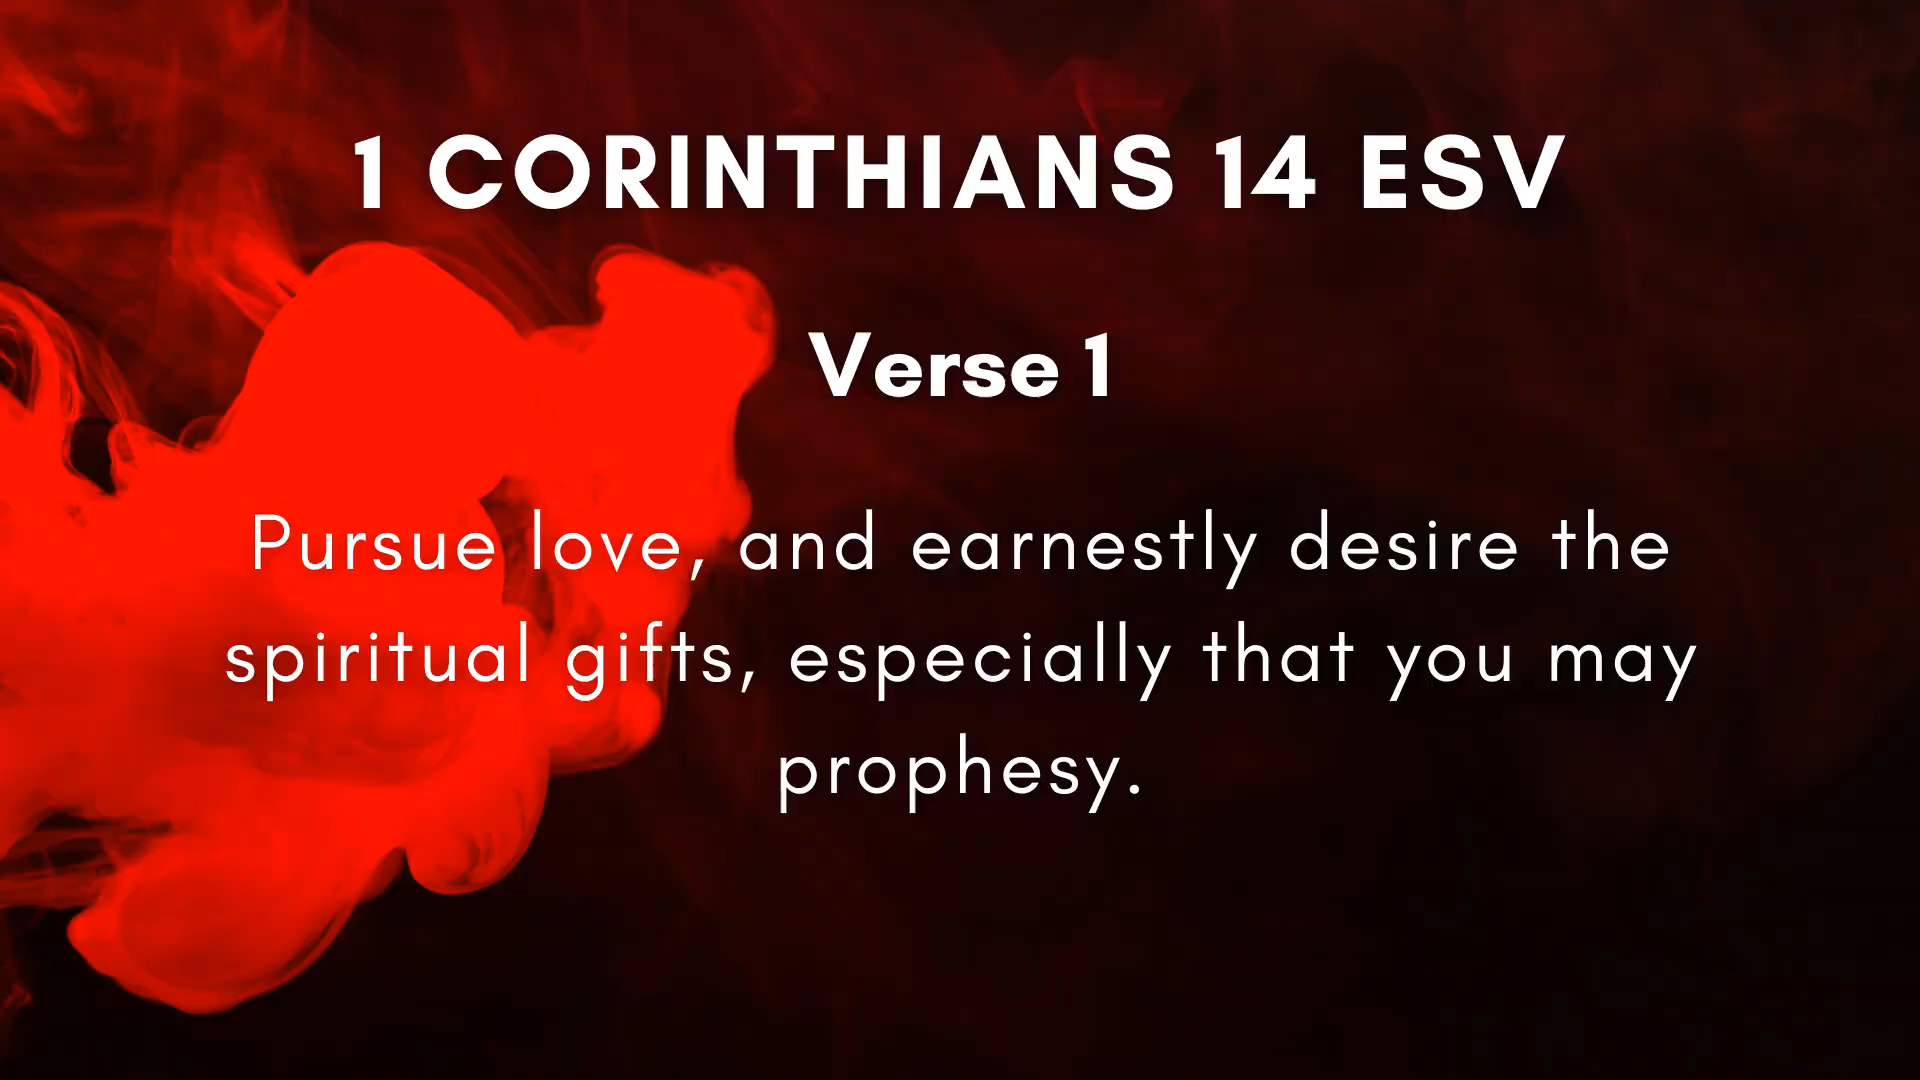 1 CORINTHIANS 14 ESV
Verse 1
Pursue love, and earnestly desire the
spiritual gifts, especially that you may
prophesy.